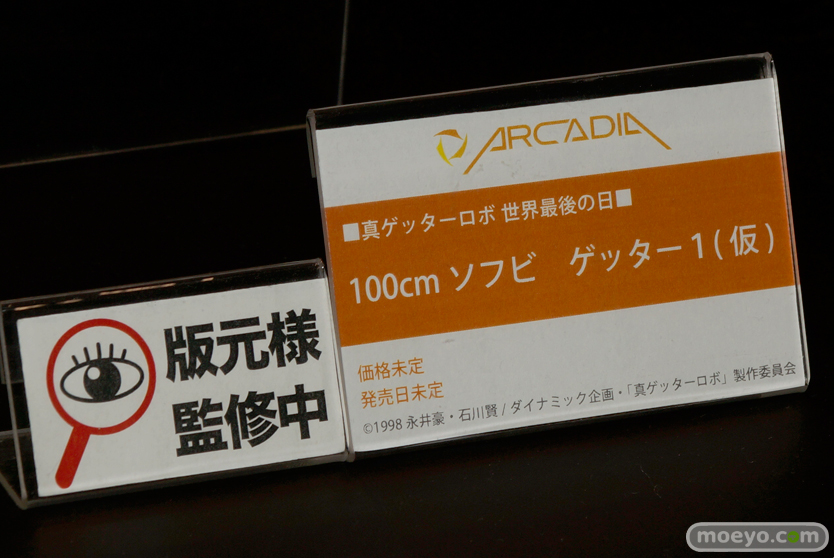 ARCADIA
■真ゲッターロボ 世界最後の日■
100cm ソフビ　ゲッター1(仮)
価格未定
発売日未定
©1998 永井豪・石川賢/ダイナミック企画・「真ゲッターロボ」製作委員会
版元様
監修中
moeyo.com